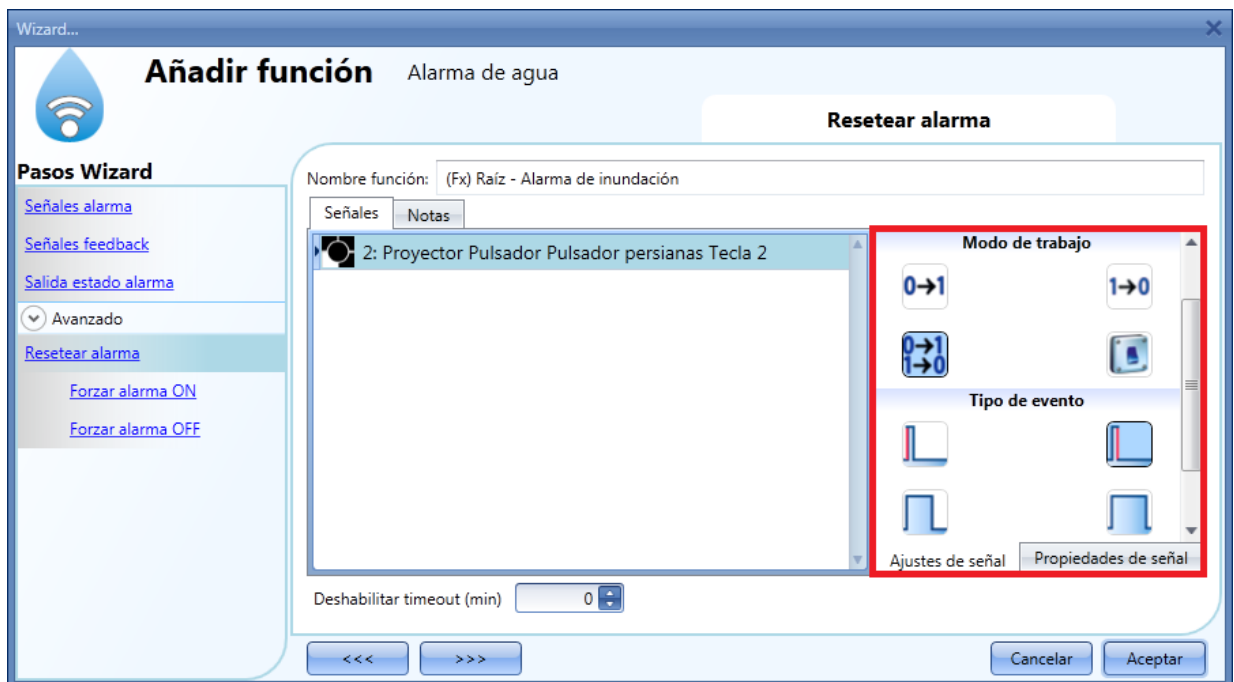 Wizard...
Añadir función Alarma de agua
Resetear alarma
Pasos Wizard
Señales alarma
Señales feedback
Salida estado alarma
Avanzado
Resetear alarma
Forzar alarma ON
Forzar alarma OFF
Nombre función: (Fx) Raíz - Alarma de inundación
Señales Notas
2: Proyector Pulsador Pulsador persianas Tecla 2
Modo de trabajo
0→1 1→0
0→1
1→0
Tipo de evento
Ajustes de señal Propiedades de señal
Deshabilitar timeout (min) 0
<<< >>> Cancelar Aceptar